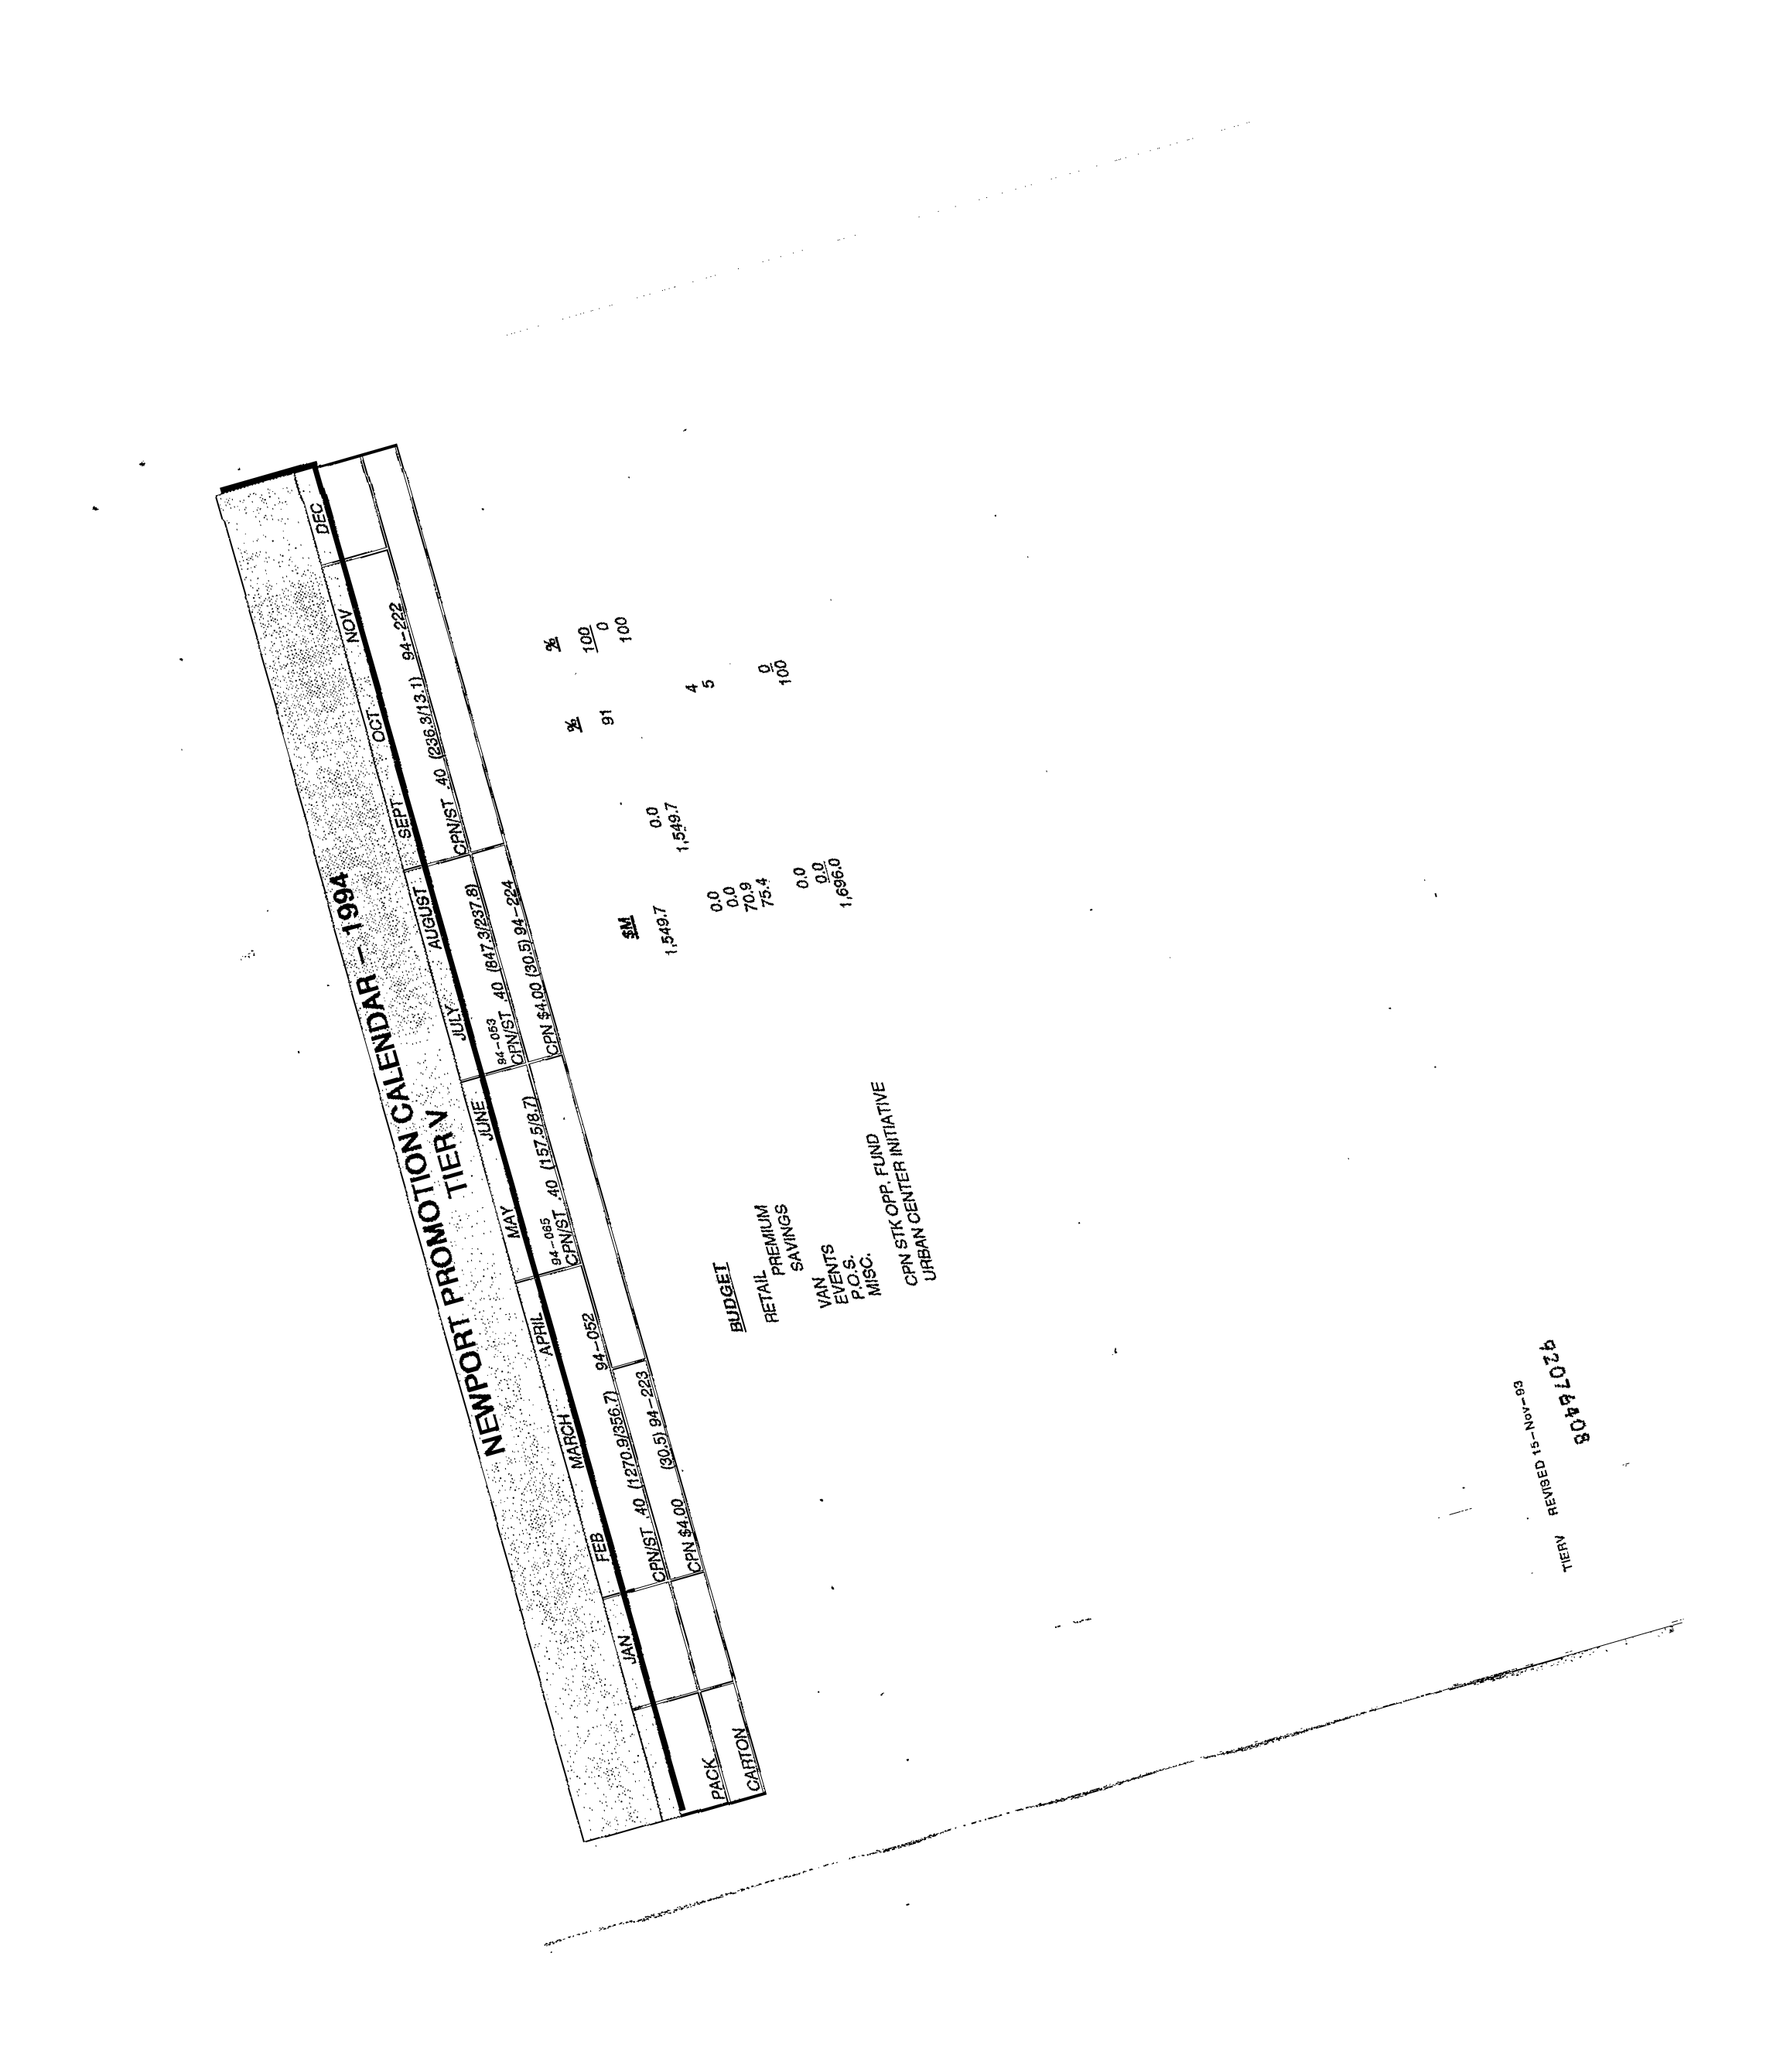 NEWPORT PROMOTION CALENDAR – 1994
TIER V
JAN FEB MARCH APRIL MAY JUNE JULY AUGUST SEPT OCT NOV DEC
94–065 94–053
PACK CPN/ST .40 (1270.9/356.7) 94–052 CPN/ST .40 (157.5/8.7) CPN/ST .40 (847.3/237.8) CPN/ST .40 (236.3/13.1) 94–222
CARTON CPN $4.00 (30.5) 94–223 CPN $4.00 (30.5) 94–224
BUDGET $M % %
RETAIL 1,549.7 91 100
PREMIUM 0.0 0
SAVINGS 1,549.7 100
VAN 0.0
EVENTS 0.0
P.O.S. 70.9 4
MISC. 75.4 5
CPN STK OPP. FUND 0.0
URBAN CENTER INITIATIVE 0.0 0
1,696.0 100
TIERV REVISED 15–Nov–93
92074408